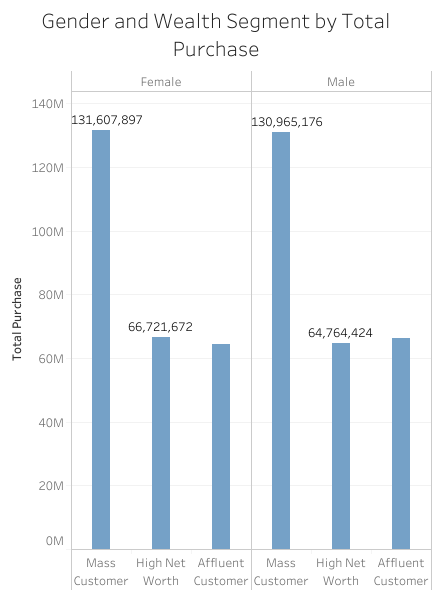 Gender and Wealth Segment by Total
Purchase
Female Male
140M
131,607,897 130,965,176
120M
100M
80M
Total Purchase
66,721,672 64,764,424
60M
40M
20M
0M
Mass High Net Affluent Mass High Net Affluent
Customer Worth Customer Customer Worth Customer